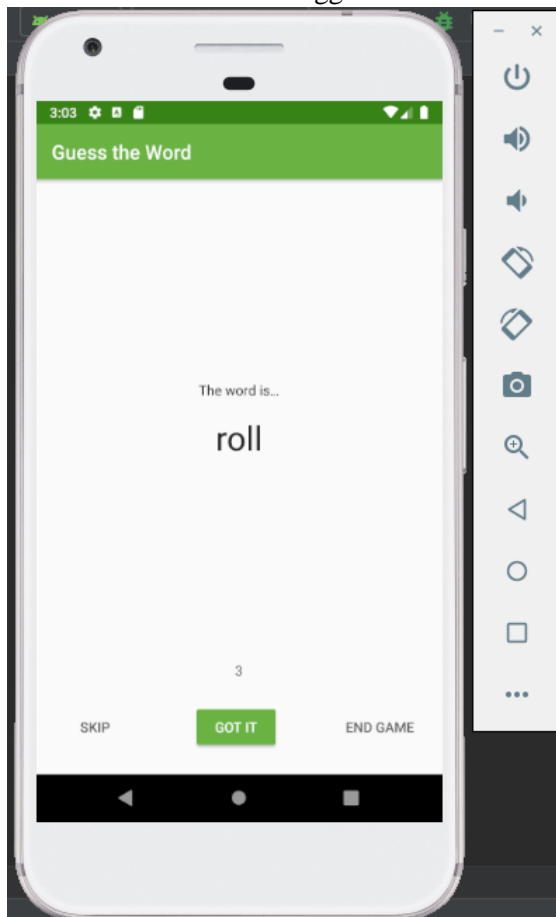 3:03
Guess the Word
The word is...
roll
3
SKIP GOT IT END GAME